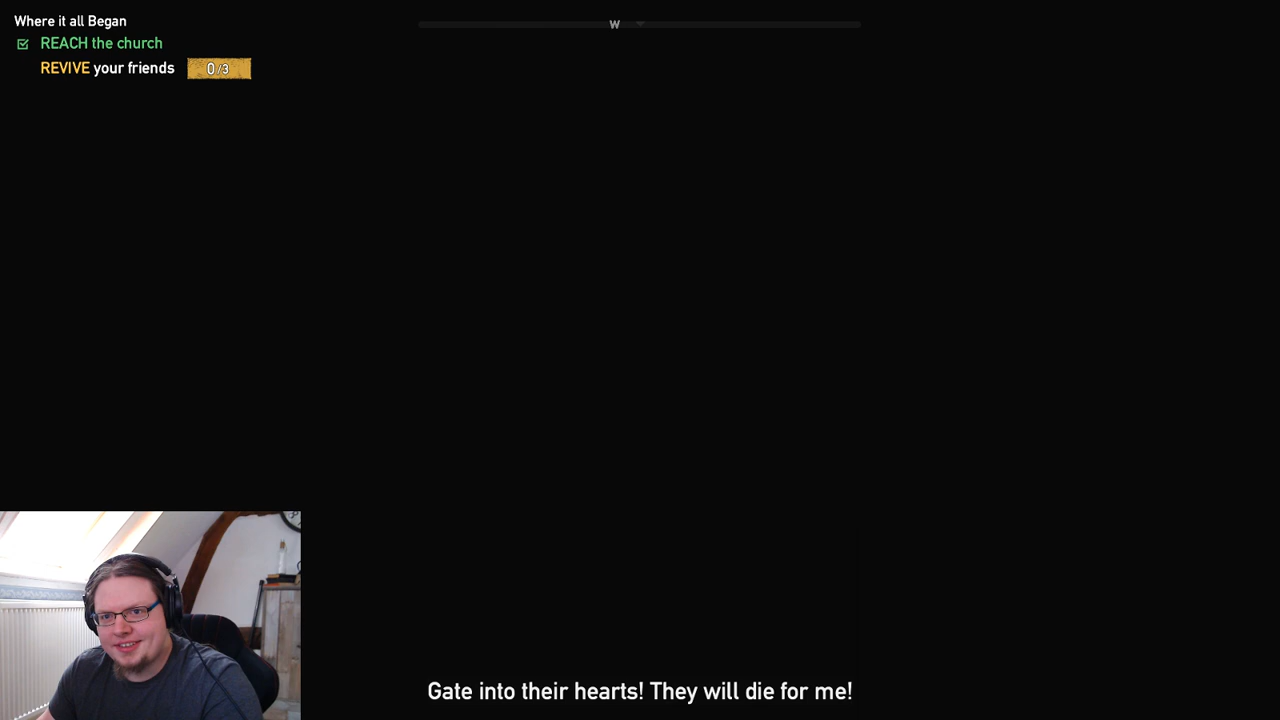 Where it all Began
W
REACH the church
REVIVE your friends 0/3
Gate into their hearts! They will die for me!